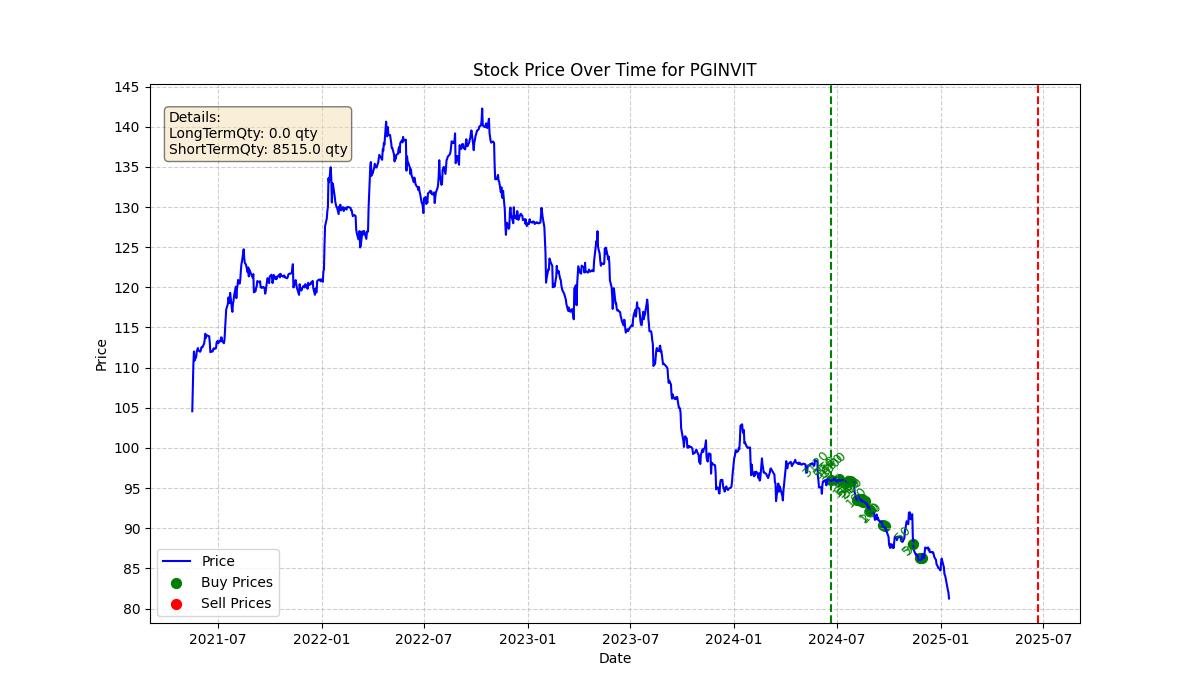 Stock Price Over Time for PGINVIT
145
140
135
130
125
120
115
110
105
100
95
90
85
80
Price
Details:
LongTermQty: 0.0 qty
ShortTermQty: 8515.0 qty
Price
Buy Prices
Sell Prices
2021-07
2022-01
2022-07
2023-01
2023-07
2024-01
2024-07
2025-01
2025-07
Date